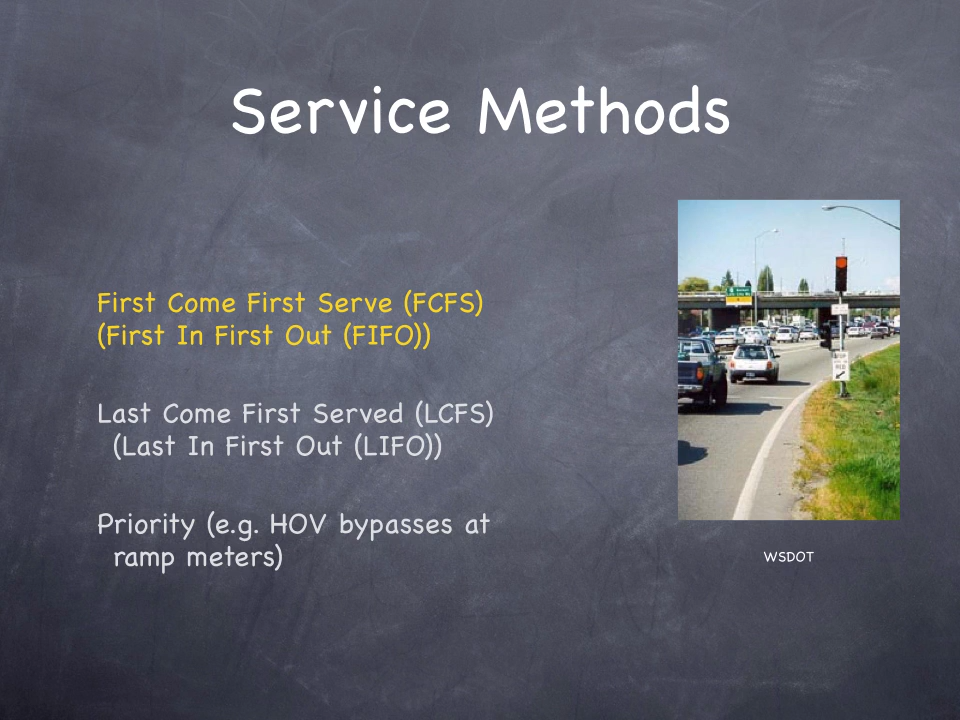 Service Methods
First Come First Serve (FCFS)
(First In First Out (FIFO))
Last Come First Served (LCFS)
(Last In First Out (LIFO))
Priority (e.g. HOV bypasses at
ramp meters)
WSDOT